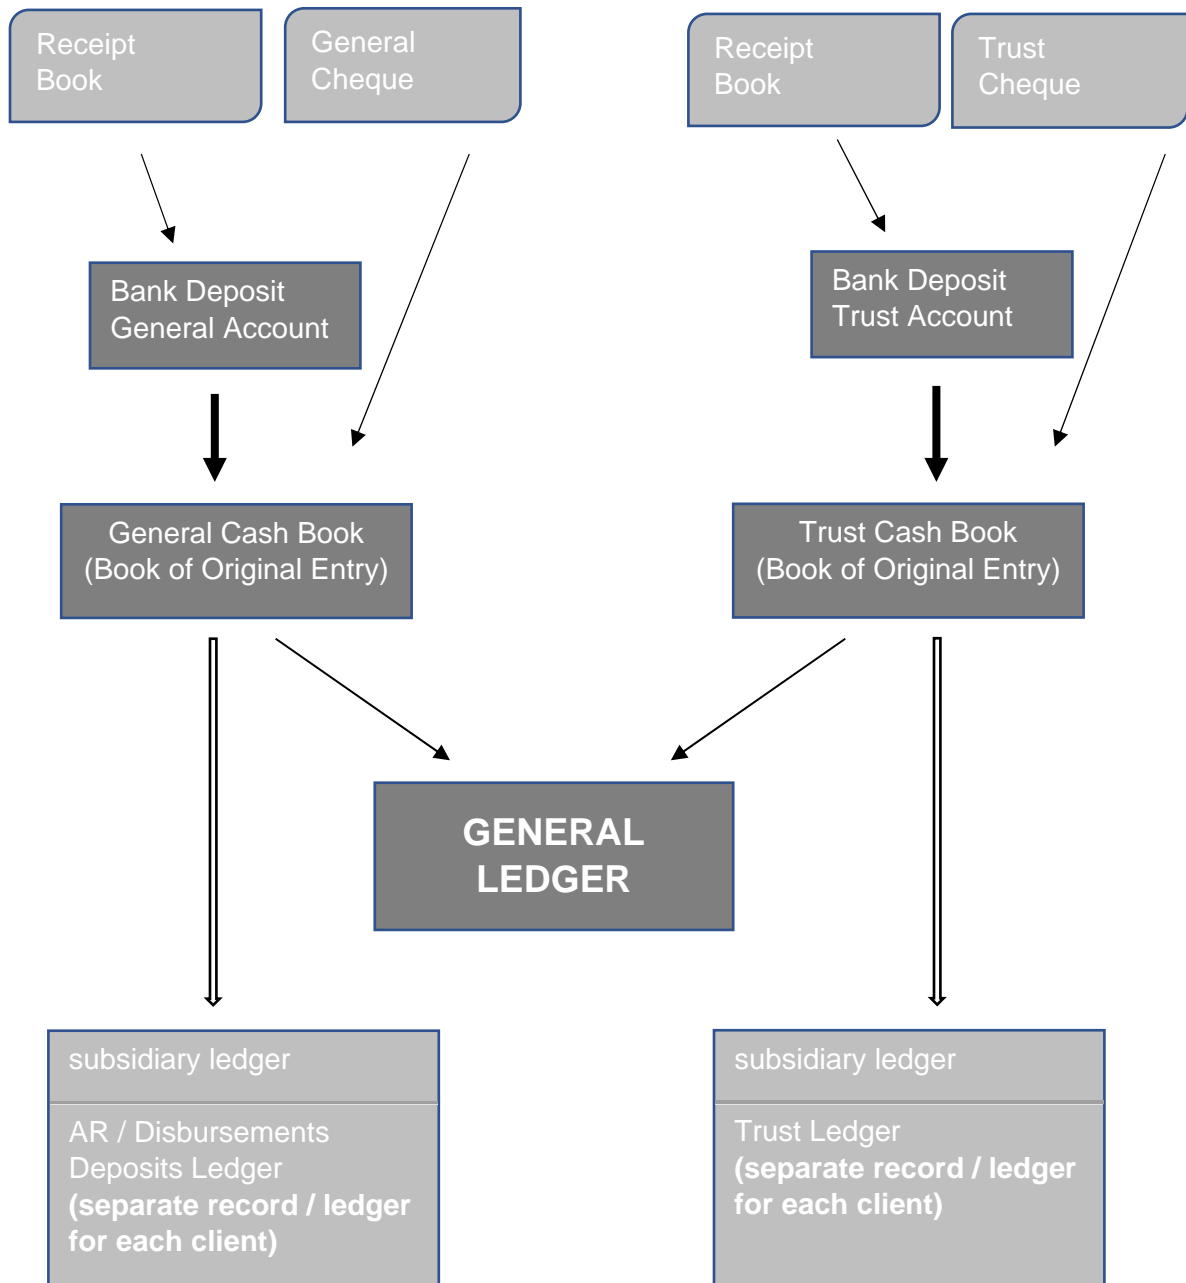 Receipt
Book
General
Cheque
Receipt
Book
Trust
Cheque
Bank Deposit
General Account
Bank Deposit
Trust Account
General Cash Book
(Book of Original Entry)
Trust Cash Book
(Book of Original Entry)
GENERAL
LEDGER
subsidiary ledger
AR / Disbursements
Deposits Ledger
(separate record / ledger
for each client)
subsidiary ledger
Trust Ledger
(separate record / ledger
for each client)